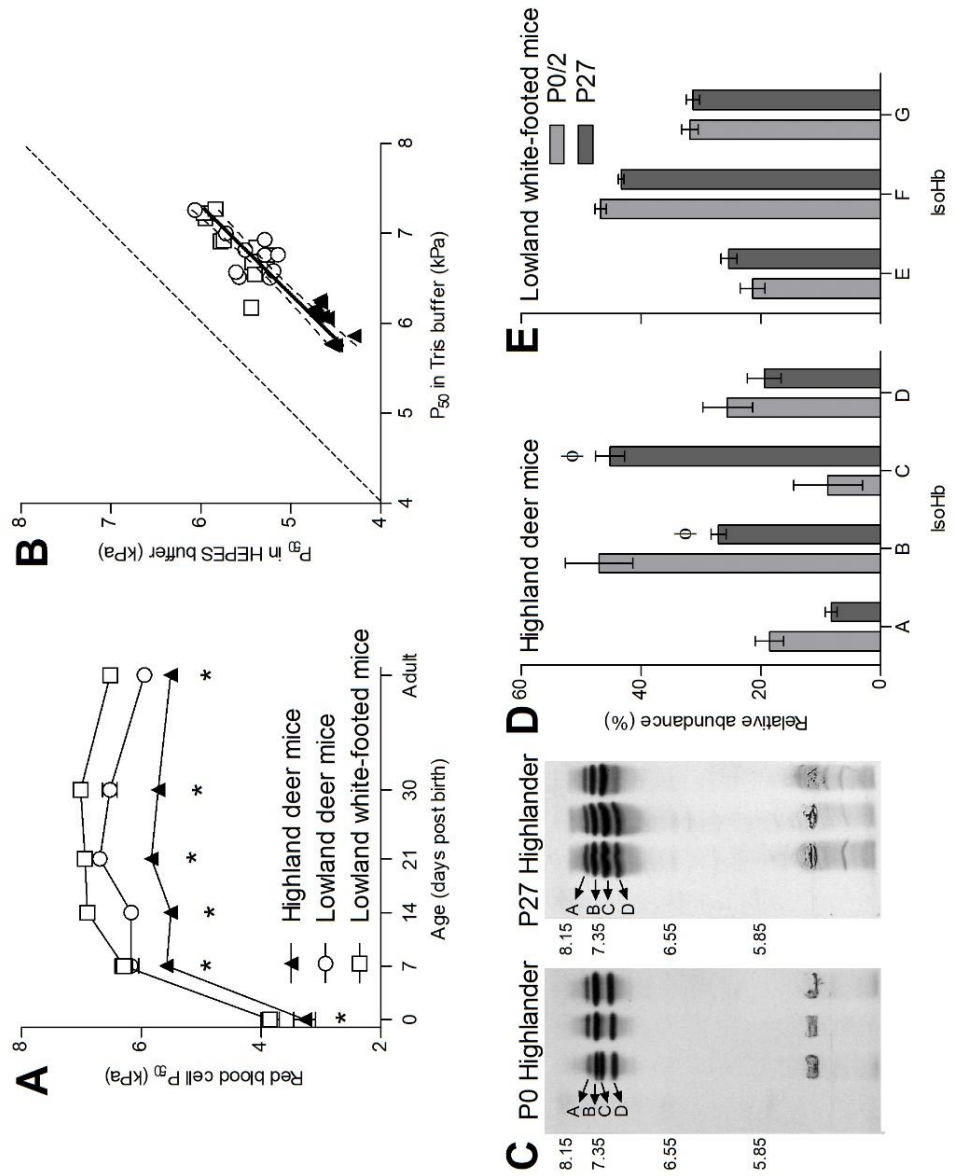 A
Red blood cell P50 (kPa)
8
6
4
2
0
7
14
21
30
Adult
Age (days post birth)
Highland deer mice
Lowland deer mice
Lowland white-footed mice
*
*
*
*
*
*
B
P50 in HEPES buffer (kPa)
8
7
6
5
4
4
5
6
7
8
P50 in Tris buffer (kPa)
C
P0 Highlander
8.15
7.35
6.55
5.85
A
B
C
D
P27 Highlander
8.15
7.35
6.55
5.85
A
B
C
D
D
Highland deer mice
Relative abundance (%)
60
40
20
0
ϕ
ϕ
A
B
C
D
IsoHb
E
Lowland white-footed mice
P0/2
P27
E
F
G
IsoHb